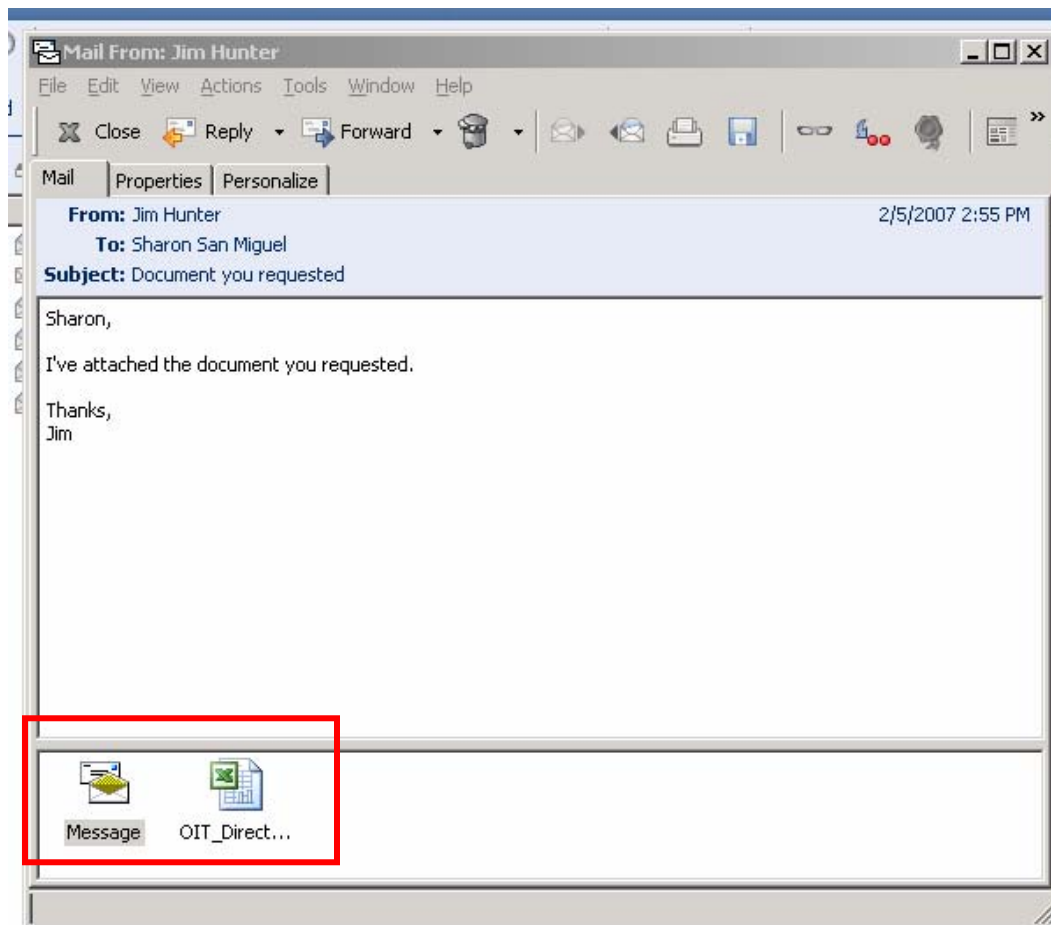 Mail From: Jim Hunter
File Edit View Actions Tools Window Help
Close Reply Forward »
Mail Properties Personalize
From: Jim Hunter 2/5/2007 2:55 PM
To: Sharon San Miguel
Subject: Document you requested
Sharon,
I've attached the document you requested.
Thanks,
Jim
Message OIT_Direct...